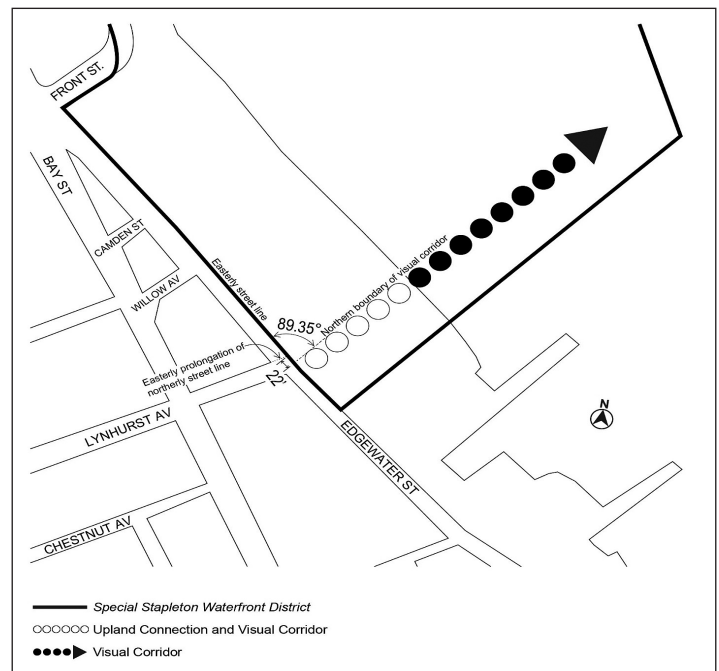 FRONT ST.
BAY ST
CAMDEN ST
WILLOW AV
Easterly street line
Northern boundary of visual corridor
89.35°
Easterly prolongation of
northerly street line
22'
LYNHURST AV
EDGEWATER ST
N
CHESTNUT AV
Special Stapleton Waterfront District
Upland Connection and Visual Corridor
Visual Corridor